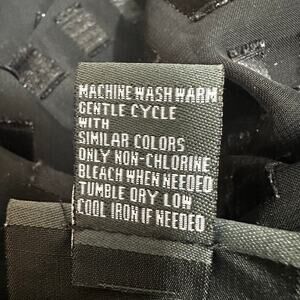 MACHINE WASH WARM
GENTLE CYCLE
WITH
SIMILAR COLORS
ONLY NON-CHLORINE
BLEACH WHEN NEEDED
TUMBLE DRY LOW
COOL IRON IF NEEDED